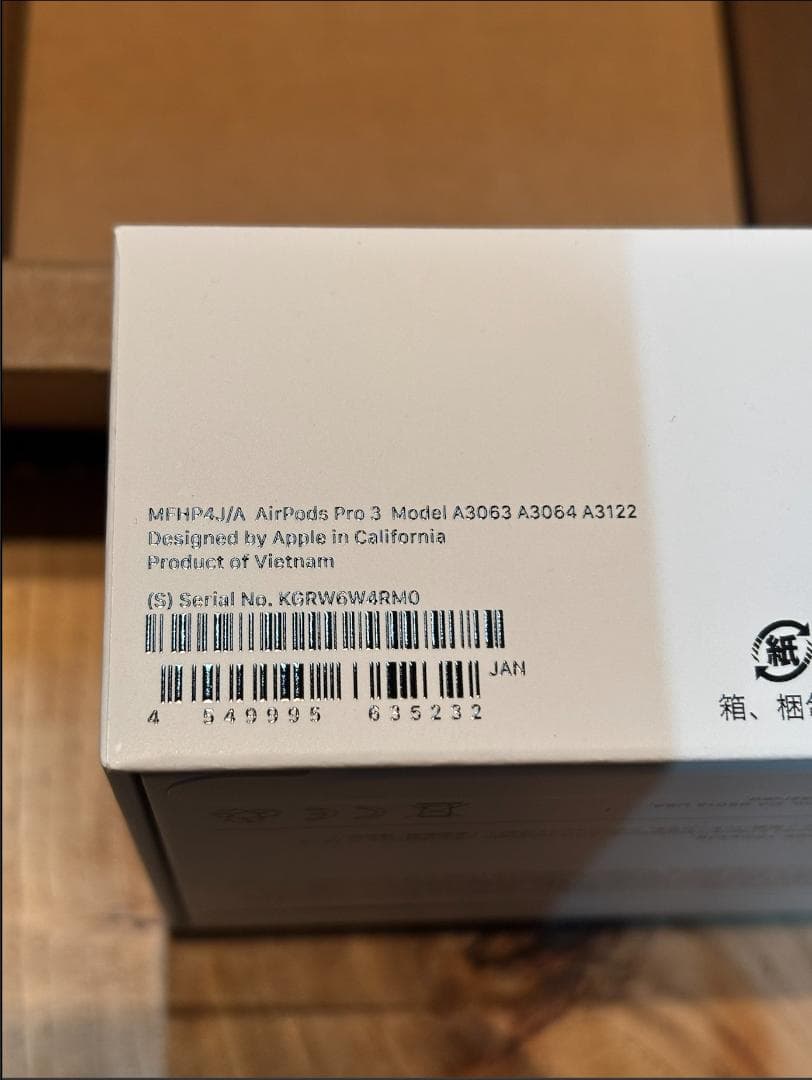 MFHP4J/A AirPods Pro 3 Model A3063 A3064 A3122
Designed by Apple in California
Product of Vietnam
(S) Serial No. KGRW6W4RM0
JAN
4 549995 635232
紙
箱、梱